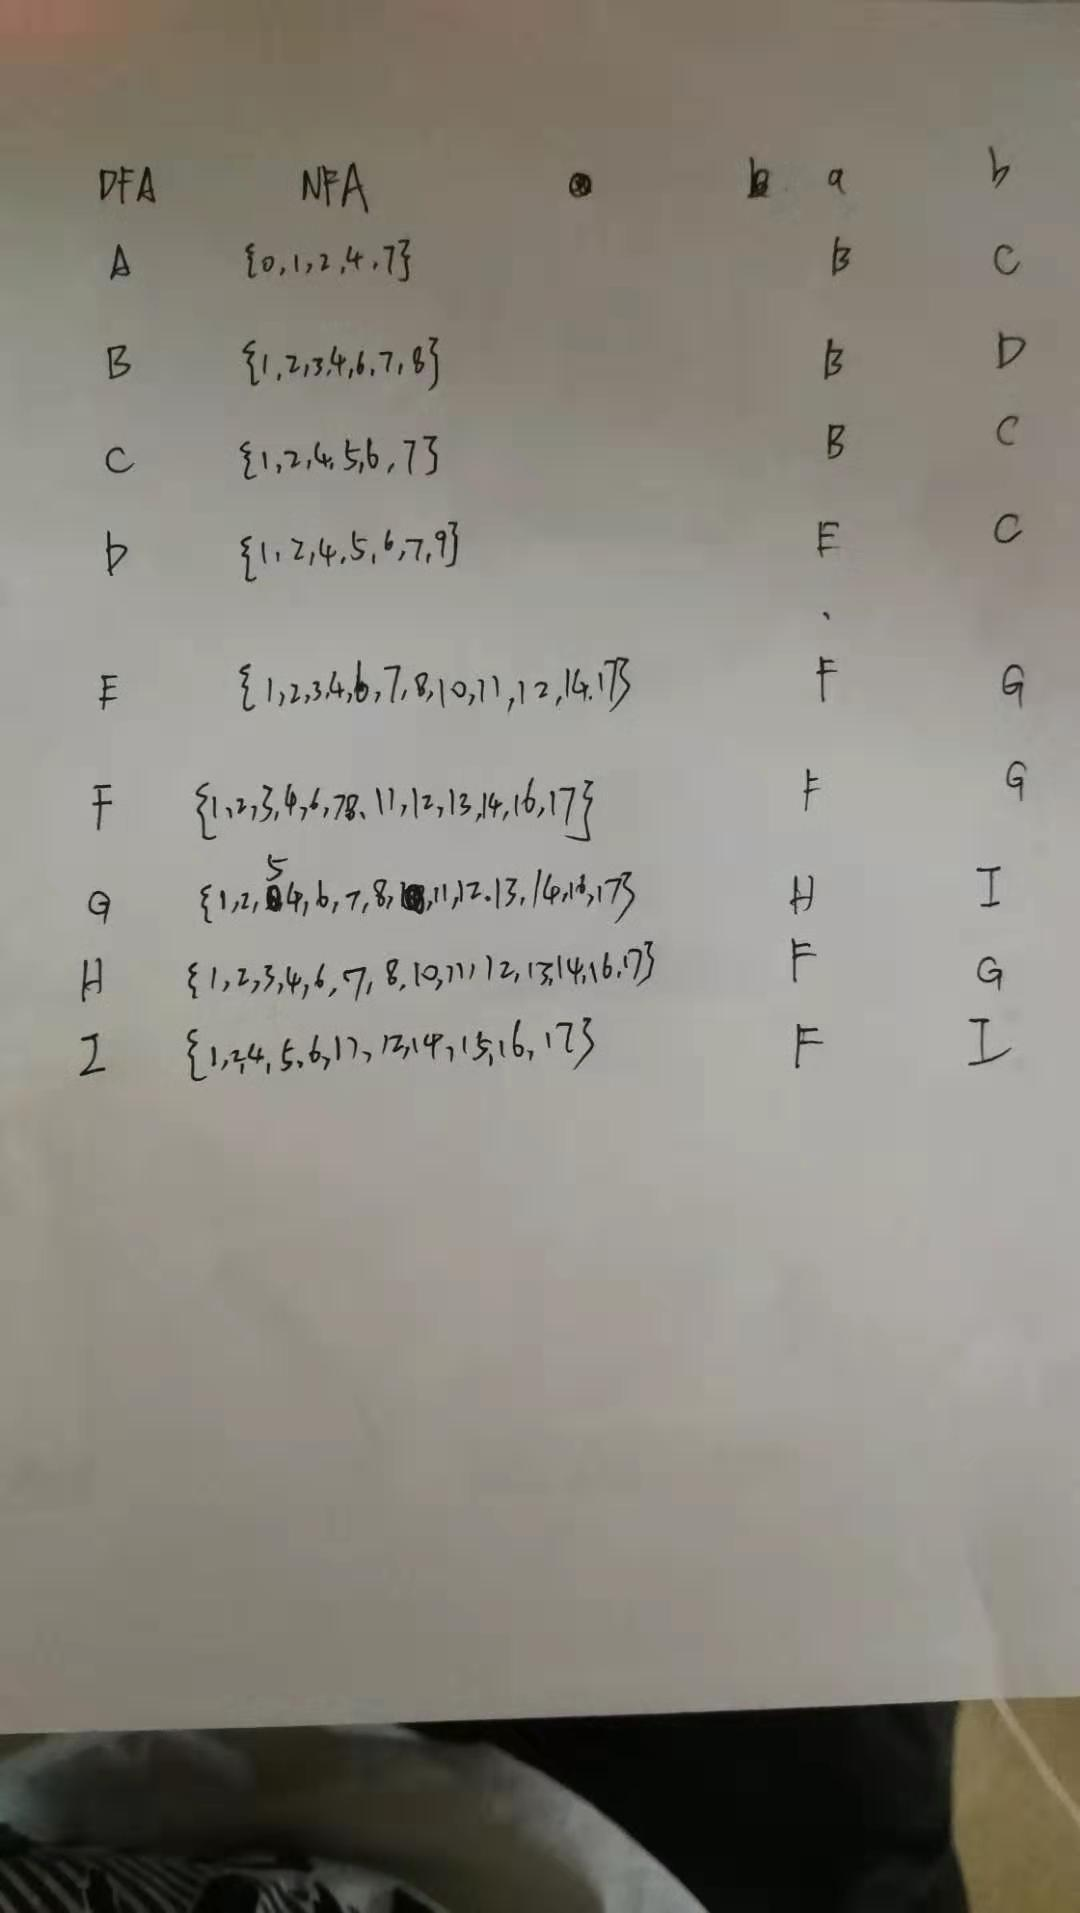 DFA NFA a b
A {0,1,2,4,7} B C
B {1,2,3,4,6,7,8} B D
C {1,2,4,5,6,7} B C
D {1,2,4,5,6,7,9} E C
E {1,2,3,4,6,7,8,10,11,12,14,17} F G
F {1,2,3,4,6,78,11,12,13,14,16,17} F G
5
G {1,2,4,6,7,8,11,12.13,14,16,17} H I
H {1,2,3,4,6,7,8,10,11,12,13,14,16,17} F G
I {1,2,4,5,6,11,12,14,15,16,17} F I